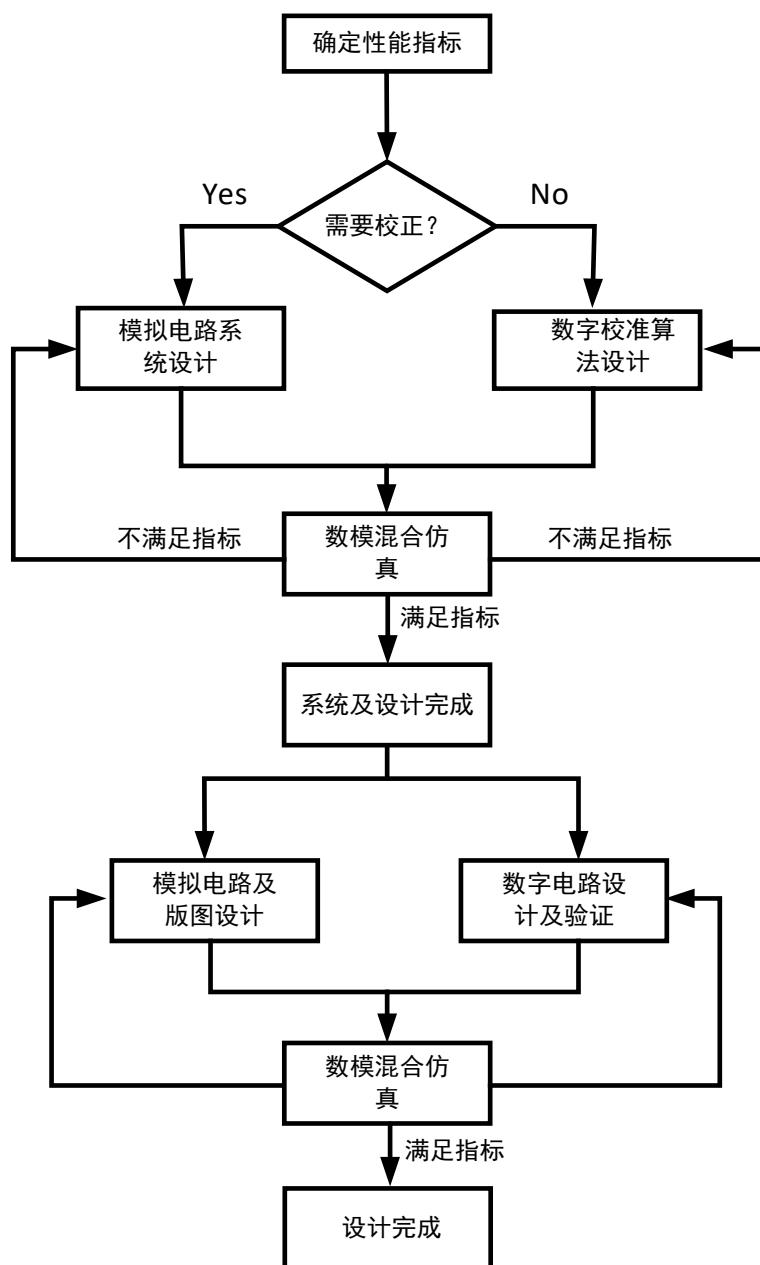 确定性能指标
Yes
No
需要校正？
模拟电路系
统设计
数字校准算
法设计
不满足指标
数模混合仿
真
不满足指标
满足指标
系统及设计完成
模拟电路及
版图设计
数字电路设
计及验证
数模混合仿
真
满足指标
设计完成